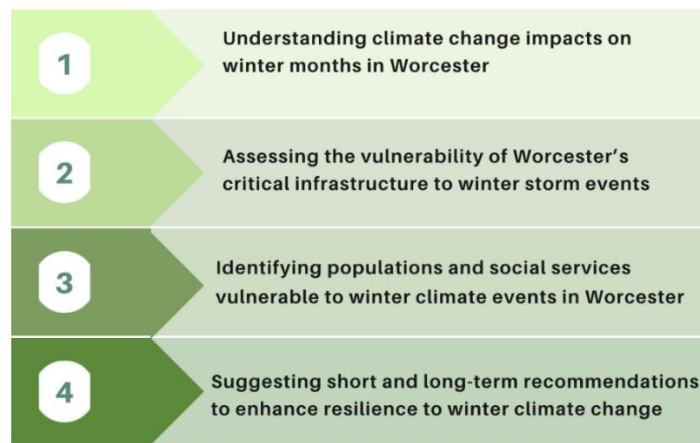 1
Understanding climate change impacts on
winter months in Worcester
2
Assessing the vulnerability of Worcester’s
critical infrastructure to winter storm events
3
Identifying populations and social services
vulnerable to winter climate events in Worcester
4
Suggesting short and long-term recommendations
to enhance resilience to winter climate change